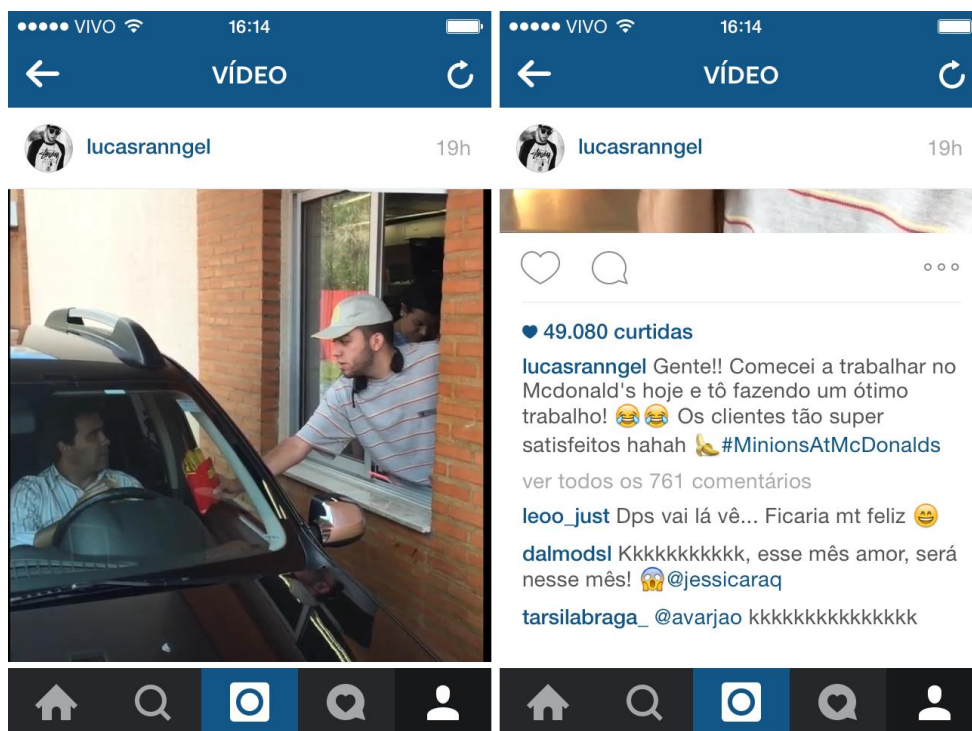 VIVO 16:14
VÍDEO
lucasranngel 19h
VIVO 16:14
VÍDEO
lucasranngel 19h
49.080 curtidas
lucasranngel Gente!! Comecei a trabalhar no
Mcdonald's hoje e tô fazendo um ótimo
trabalho! 😂😂 Os clientes tão super
satisfeitos hahah 🍌#MinionsAtMcDonalds
ver todos os 761 comentários
leoo_just Dps vai lá vê... Ficaria mt feliz 😄
dalmodsl Kkkkkkkkkkk, esse mês amor, será
nesse mês! 😱@jessicaraq
tarsilabraga_ @avarjao kkkkkkkkkkkkkkk